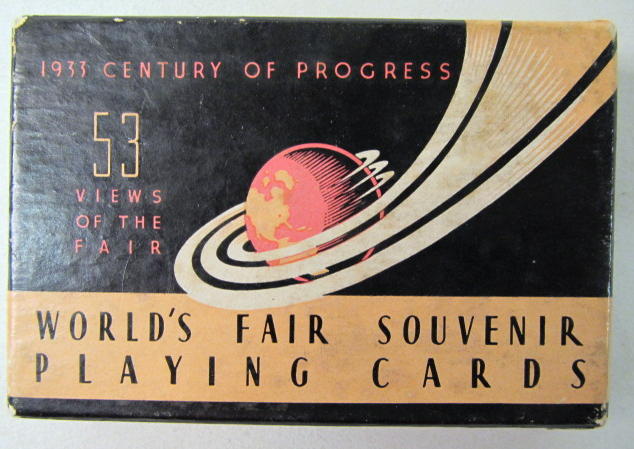 1933 CENTURY OF PROGRESS
53
VIEWS
OF THE
FAIR
WORLD'S FAIR SOUVENIR
PLAYING CARDS